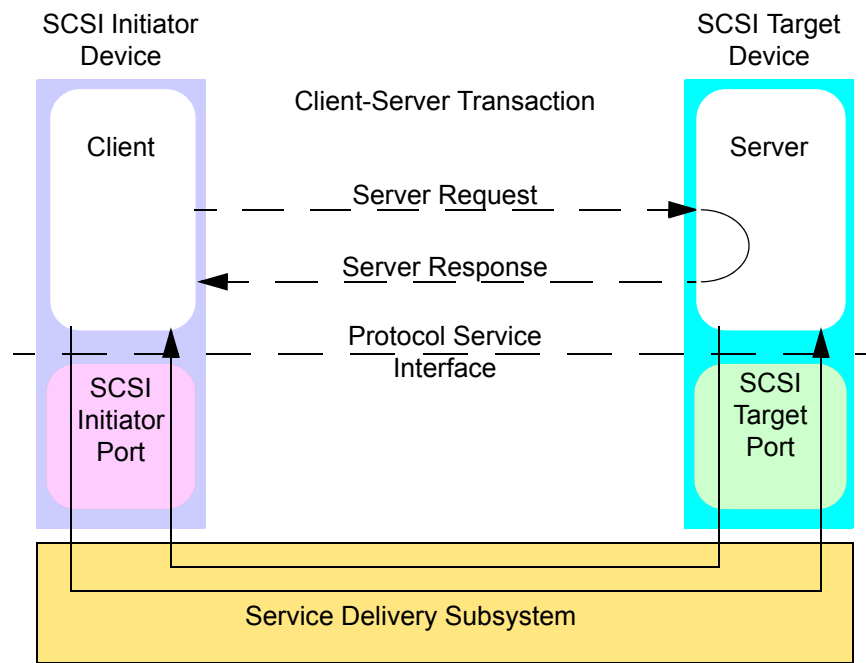 SCSI Initiator
Device
SCSI Target
Device
Client-Server Transaction
Client
Server
Server Request
Server Response
Protocol Service
Interface
SCSI
Initiator
Port
SCSI
Target
Port
Service Delivery Subsystem